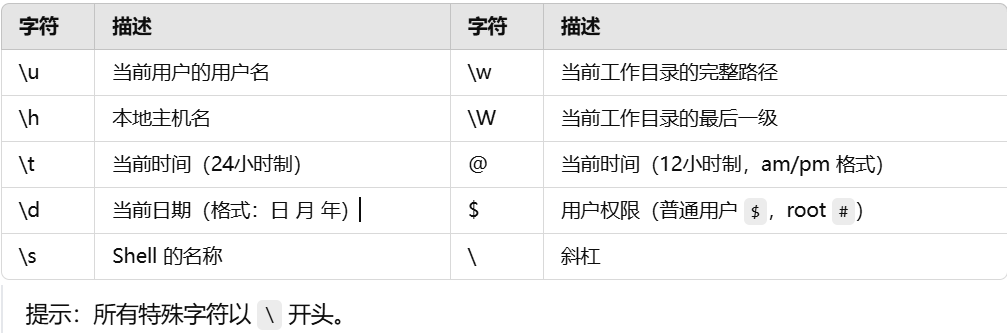 字符 描述 字符 描述
\u 当前用户的用户名 \w 当前工作目录的完整路径
\h 本地主机名 \W 当前工作目录的最后一级
\t 当前时间（24小时制） @ 当前时间（12小时制，am/pm 格式）
\d 当前日期（格式：日 月 年） $ 用户权限（普通用户 $，root #）
\s Shell 的名称 \ 斜杠
提示：所有特殊字符以 \ 开头。